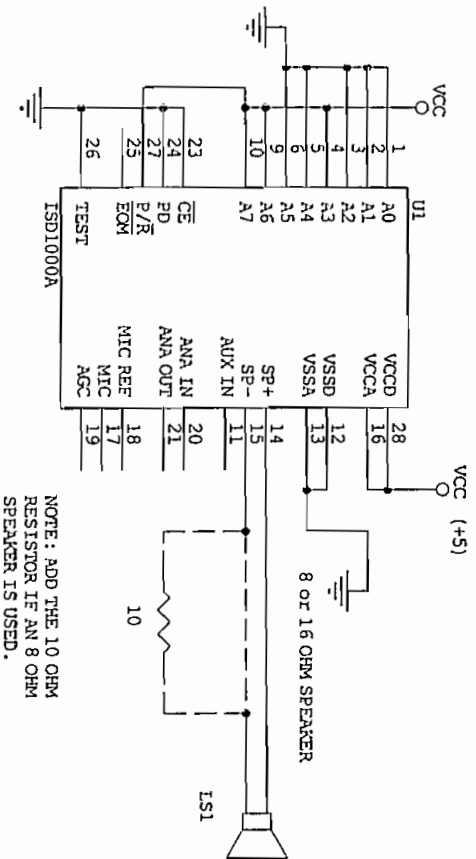 VCC
VCC
(+5)
U1
1 A0
2 A1
3 A2
4 A3
5 A4
6 A5
9 A6
10 A7
27 P/R
24 PD
23 CE
25 EOM
26 TEST
ISD1000A
VCCD 28
VCCA 16
VSSD 12
VSSA 13
SP+ 14
SP- 15
AUX IN 11
ANA IN 20
ANA OUT 21
MIC REF 18
MIC 17
AGC 19
8 or 16 OHM SPEAKER
LS1
10
NOTE: ADD THE 10 OHM
RESISTOR IF AN 8 OHM
SPEAKER IS USED.